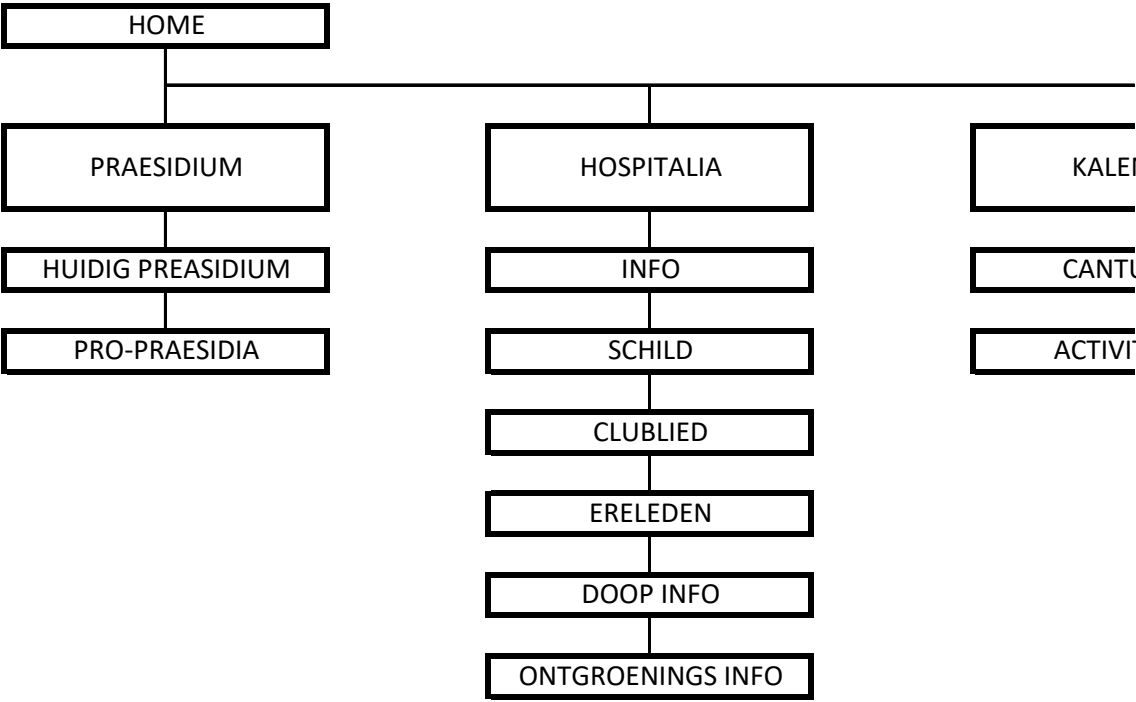 HOME
PRAESIDIUM
HOSPITALIA
HUIDIG PREASIDIUM
INFO
PRO-PRAESIDIA
SCHILD
CLUBLIED
ERELEDEN
DOOP INFO
ONTGROENINGS INFO